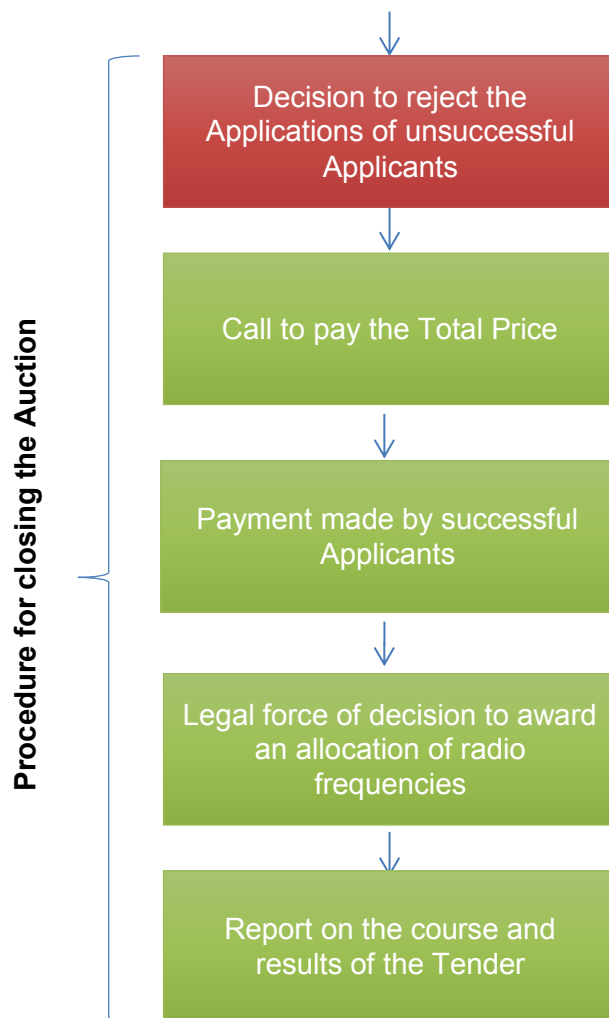 Procedure for closing the Auction
Decision to reject the
Applications of unsuccessful
Applicants
Call to pay the Total Price
Payment made by successful
Applicants
Legal force of decision to award
an allocation of radio
frequencies
Report on the course and
results of the Tender